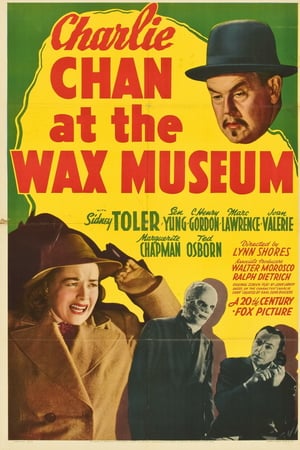 Charlie
CHAN
at the
WAX MUSEUM
with
Sidney TOLER
Sen YUNG
C. Henry GORDON
Marc LAWRENCE
Joan VALERIE
Marguerite CHAPMAN
Ted OSBORN
Directed by
LYNN SHORES
Associate Producers
WALTER MOROSCO
RALPH DIETRICH
A 20th CENTURY
-FOX PICTURE